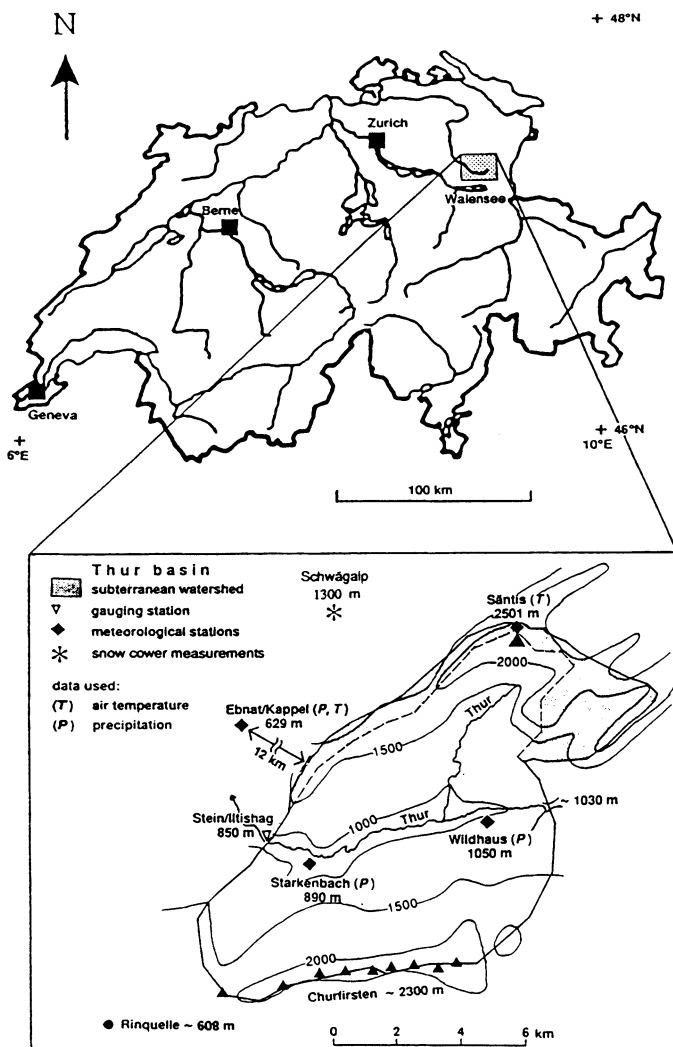 N
+ 48°N
Zurich
Walensee
Berne
Geneva
+
6°E
+ 46°N
10°E
100 km
Thur basin
subterranean watershed
gauging station
meteorological stations
snow cower measurements
data used:
(T) air temperature
(P) precipitation
Schwägalp
1300 m
Säntis (T)
2501 m
2000
Ebnat/Kappel (P, T)
629 m
12 km
1500
Thur
Stein/Iltishag
850 m
1000
Thur
~ 1030 m
Wildhaus (P)
1050 m
Starkenbach (P)
890 m
1500
2000
Churfirsten ~ 2300 m
Rinquelle ~ 608 m
0 2 4 6 km